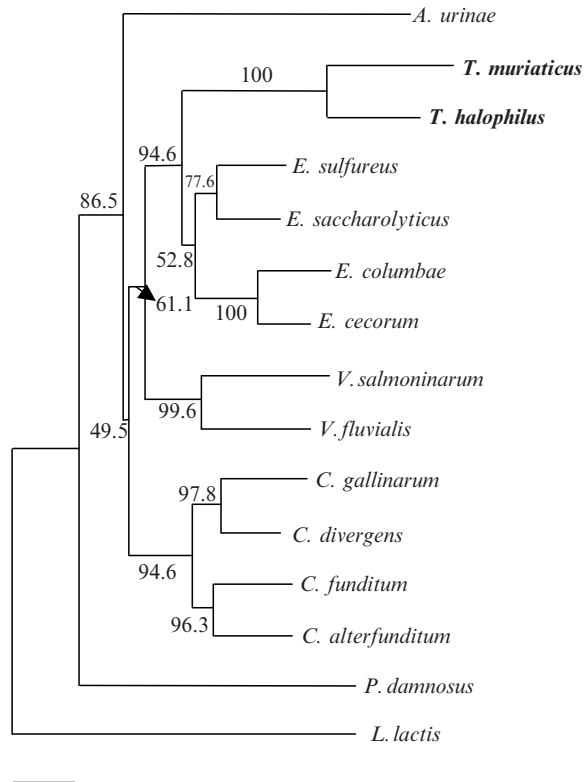 A. urinae
T. muriaticus
100
T. halophilus
94.6
E. sulfureus
77.6
86.5
E. saccharolyticus
52.8
E. columbae
61.1
100
E. cecorum
V. salmoninarum
99.6
V. fluvialis
49.5
C. gallinarum
97.8
C. divergens
94.6
C. funditum
96.3
C. alterfunditum
P. damnosus
L. lactis